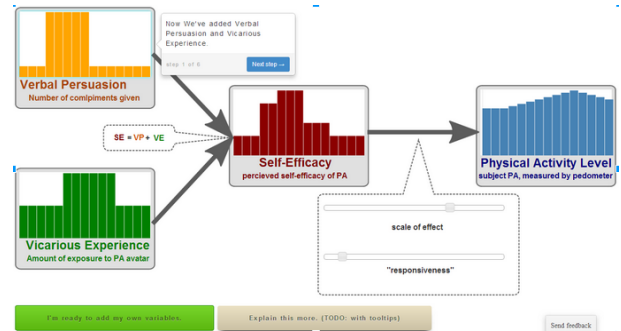 Now We've added Verbal
Persuasion and Vicarious
Experience.
step 1 of 6
Next step →
Verbal Persuasion
Number of comipments given
SE = VP + VE
Self-Efficacy
percieved self-efficacy of PA
Physical Activity Level
subject PA, measured by pedometer
Vicarious Experience
Amount of exposure to PA avatar
scale of effect
"responsiveness"
I'm ready to add my own variables.
Explain this more. (TODO: with tooltips)
Send feedback